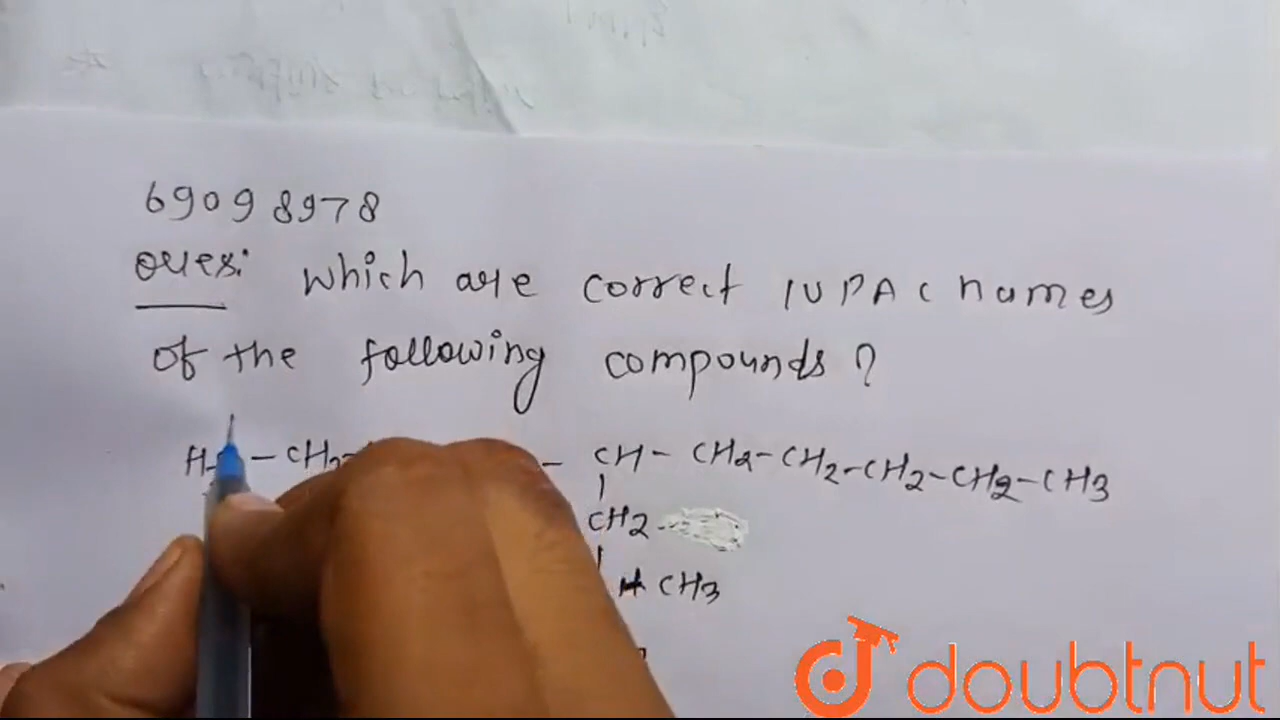 69098978
Ques: Which are correct IUPAC names
of the following compounds?
CH2- CH - CH2-CH2-CH2-CH2-CH3
CH2
CH3
doubtnut